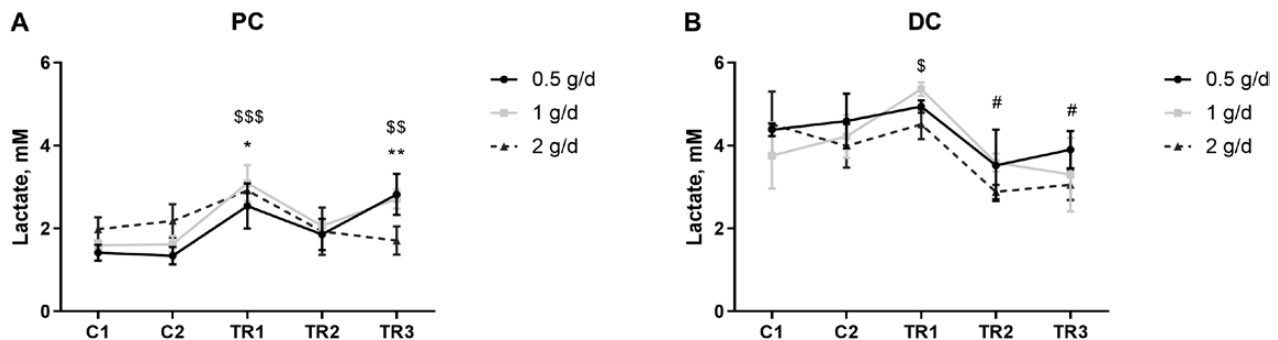 A
PC
6
4
2
0
Lactate, mM
$$$
*
$$
**
C1
C2
TR1
TR2
TR3
0.5 g/d
1 g/d
2 g/d
B
DC
6
4
2
0
Lactate, mM
$
#
#
C1
C2
TR1
TR2
TR3
0.5 g/d
1 g/d
2 g/d